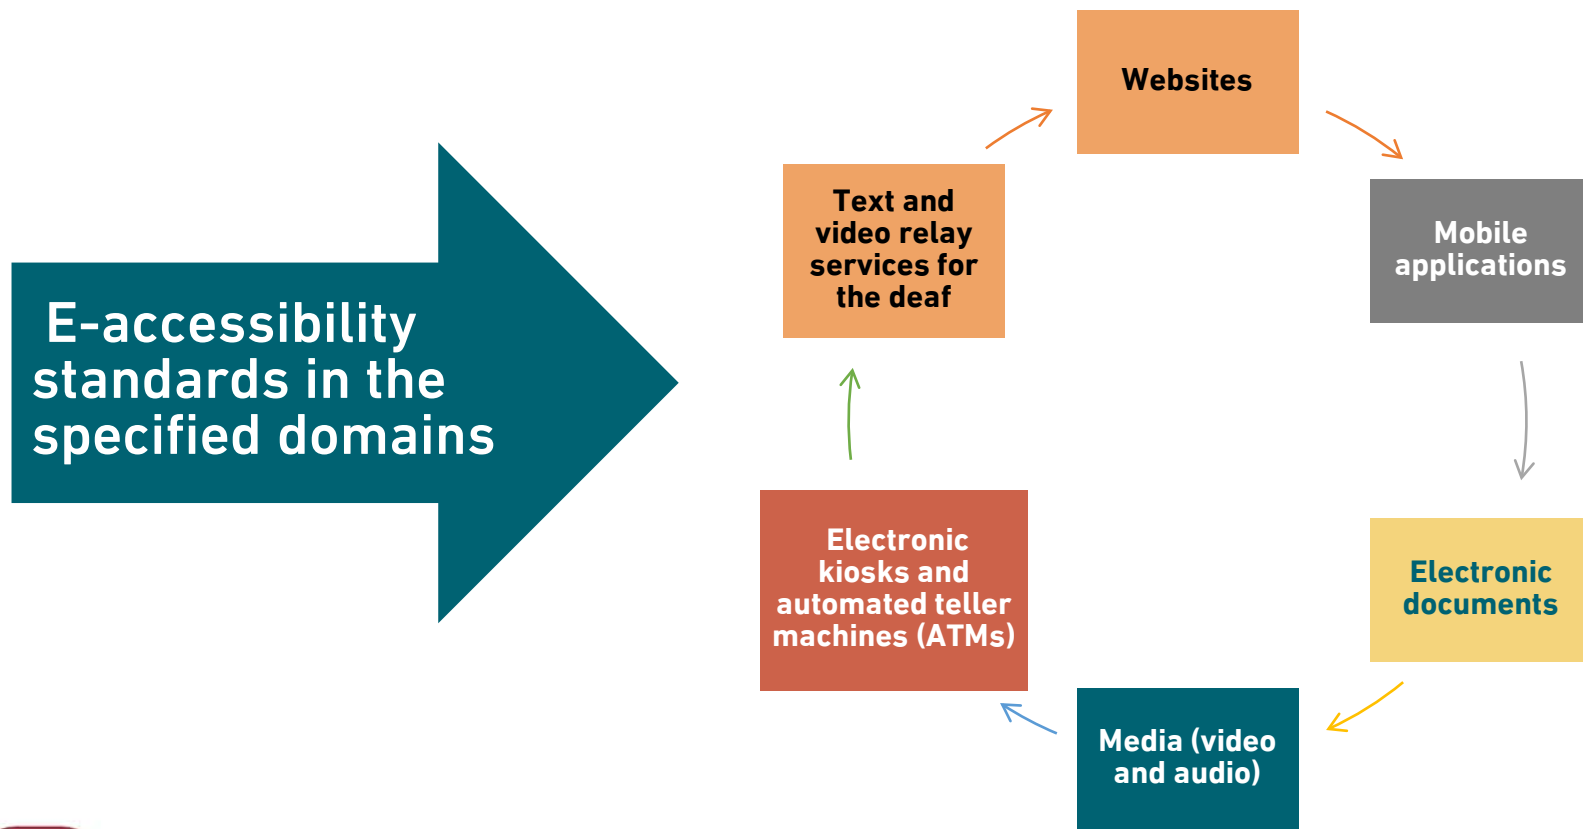 E-accessibility
standards in the
specified domains
Websites
Mobile
applications
Electronic
documents
Media (video
and audio)
Electronic
kiosks and
automated teller
machines (ATMs)
Text and
video relay
services for
the deaf